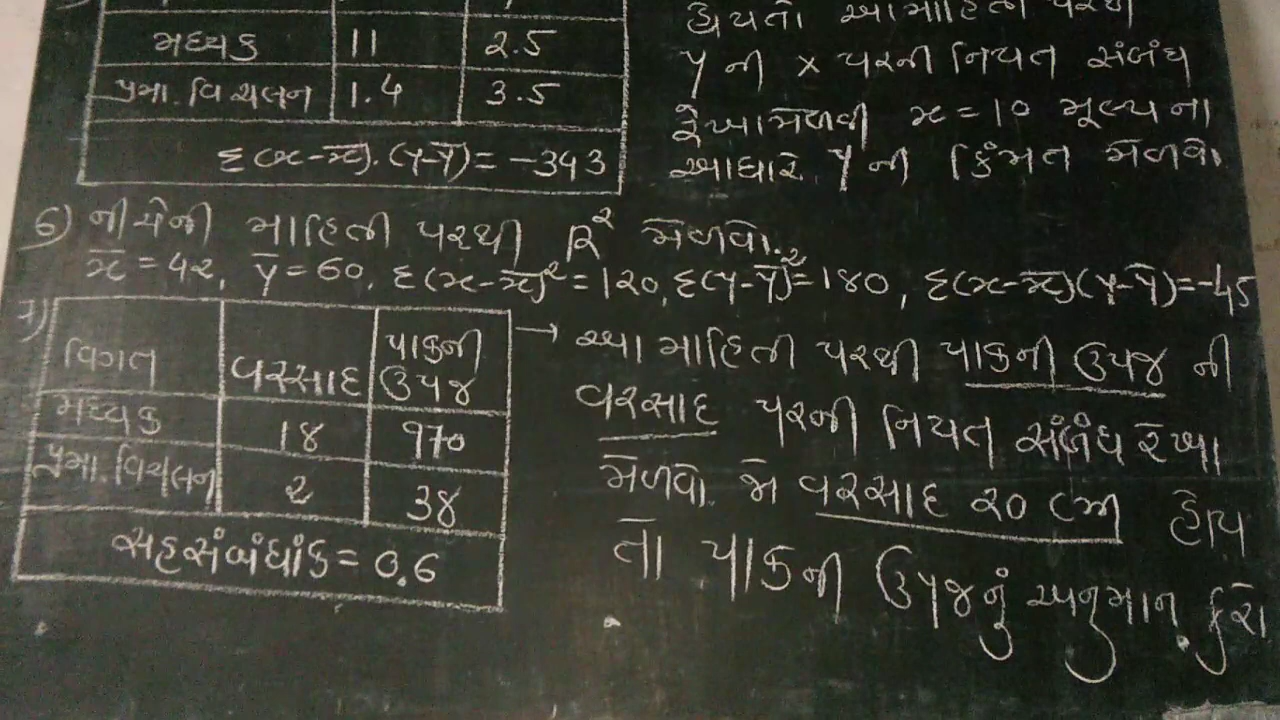 મધ્યક 11 2.5
પ્રમા. વિચલન 1.4 3.5
Σ(x-x̄).(y-ȳ) = -343
આ માહિતી પરથી
y ની x પરની નિયત સંબંધ
રેખા મેળવી x = 10 મૂલ્યના
આધારે y ની કિંમત મેળવો
6) નીચેની માહિતી પરથી R² મેળવો.
x̄ = 42, ȳ = 60, Σ(x-x̄)² = 120, Σ(y-ȳ)² = 180, Σ(x-x̄)(y-ȳ) = -45
7)
વિગત વરસાદ પાકની ઉપજ
મધ્યક 18 970
પ્રમા. વિચલન 2 38
સહસંબંધાંક = 0.6
→ આ માહિતી પરથી પાકની ઉપજ ની
વરસાદ પરની નિયત સંબંધ રેખા
મેળવો. જો વરસાદ 20 cm હોય
તો પાકની ઉપજનું અનુમાન કરો